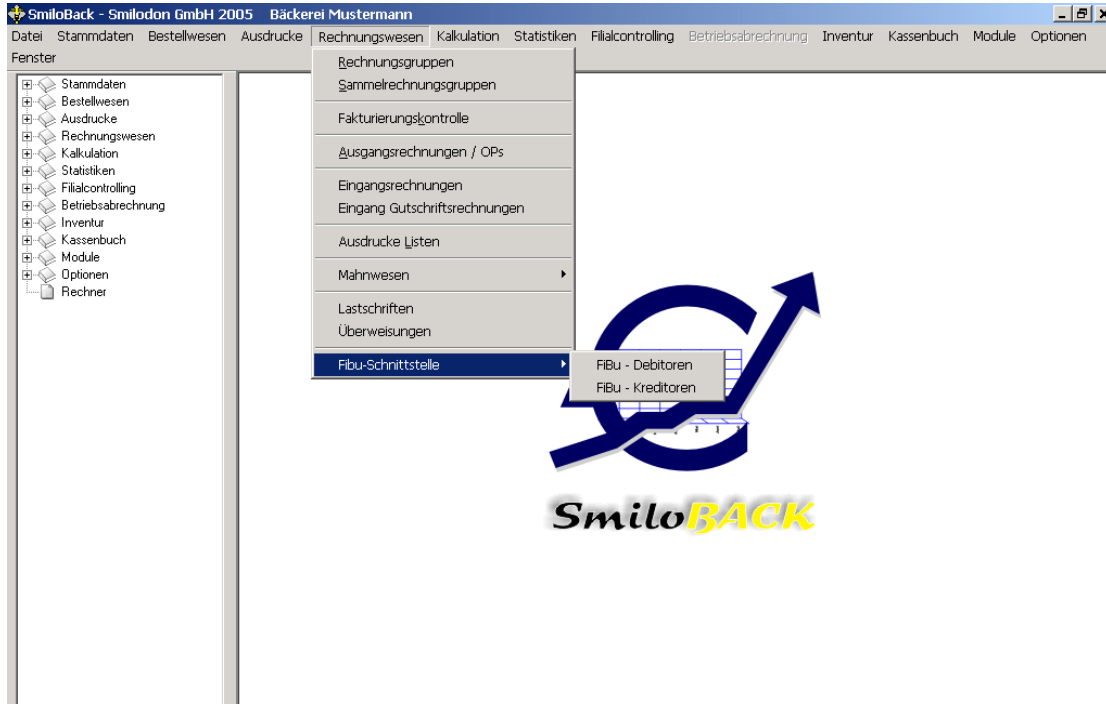 SmiloBack - Smilodon GmbH 2005 Bäckerei Mustermann
Datei Stammdaten Bestellwesen Ausdrucke Rechnungswesen Kalkulation Statistiken Filialcontrolling Betriebsabrechnung Inventur Kassenbuch Module Optionen
Fenster
Stammdaten
Bestellwesen
Ausdrucke
Rechnungswesen
Kalkulation
Statistiken
Filialcontrolling
Betriebsabrechnung
Inventur
Kassenbuch
Module
Optionen
Rechner
Rechnungsgruppen
Sammelrechnungsgruppen
Fakturierungskontrolle
Ausgangsrechnungen / OPs
Eingangsrechnungen
Eingang Gutschriftsrechnungen
Ausdrucke Listen
Mahnwesen
Lastschriften
Überweisungen
Fibu-Schnittstelle
FiBu - Debitoren
FiBu - Kreditoren
SmiloBACK